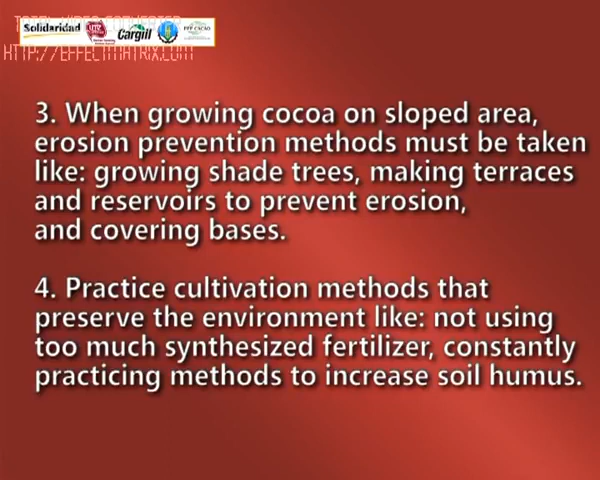 Solidaridad
Cargill
HTTP://EFFECTMATRIX.COM
3. When growing cocoa on sloped area,
erosion prevention methods must be taken
like: growing shade trees, making terraces
and reservoirs to prevent erosion,
and covering bases.
4. Practice cultivation methods that
preserve the environment like: not using
too much synthesized fertilizer, constantly
practicing methods to increase soil humus.